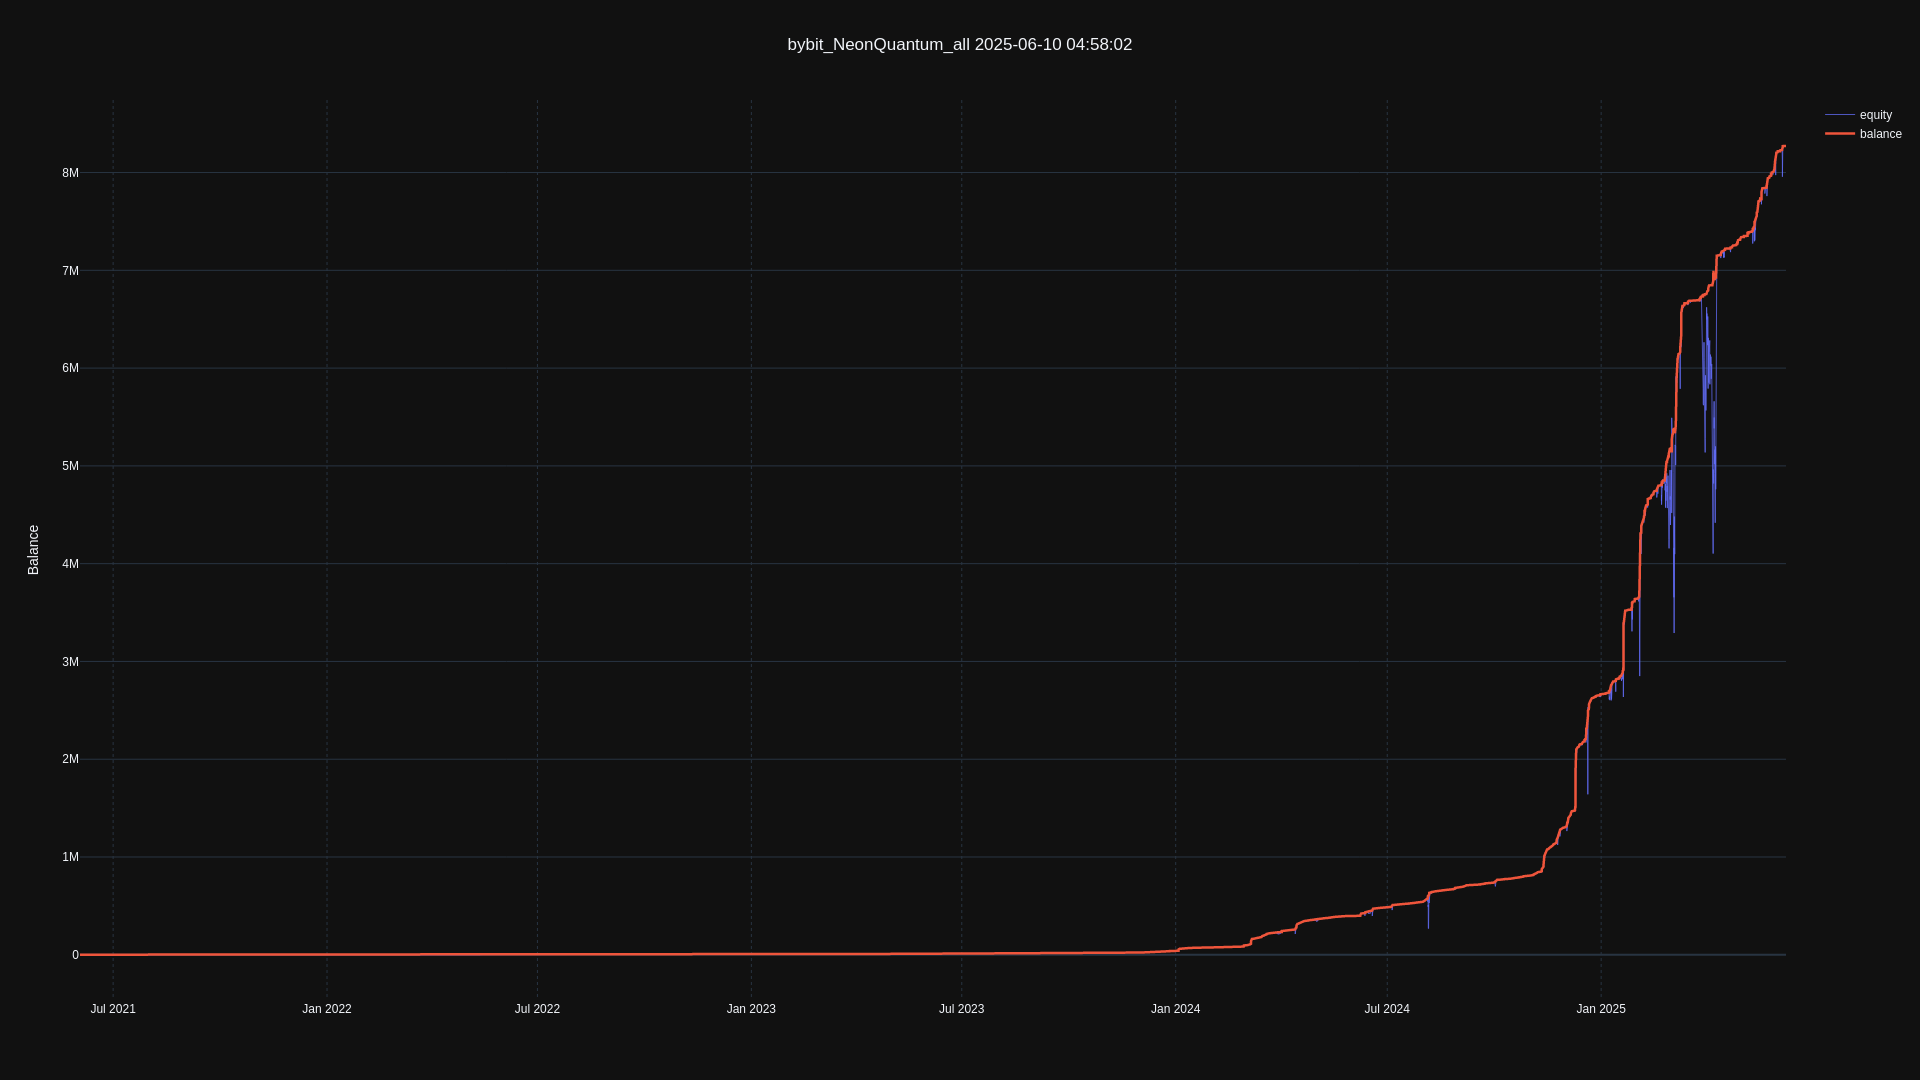 bybit_NeonQuantum_all 2025-06-10 04:58:02
equity
balance
8M
7M
6M
5M
4M
3M
2M
1M
0
Balance
Jul 2021
Jan 2022
Jul 2022
Jan 2023
Jul 2023
Jan 2024
Jul 2024
Jan 2025